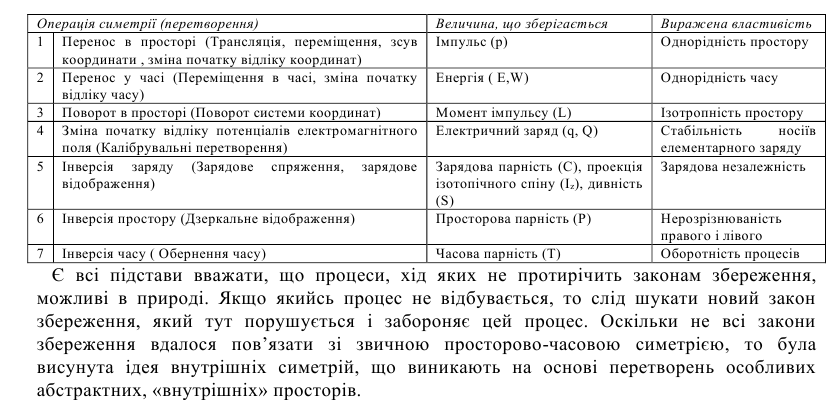 Операція симетрії (перетворення) Величина, що зберігається Виражена властивість
1 Перенос в просторі (Трансляція, переміщення, зсув Імпульс (p) Однорідність простору
координати , зміна початку відліку координат)
2 Перенос у часі (Переміщення в часі, зміна початку Енергія ( E,W) Однорідність часу
відліку часу)
3 Поворот в просторі (Поворот системи координат) Момент імпульсу (L) Ізотропність простору
4 Зміна початку відліку потенціалів електромагнітного Електричний заряд (q, Q) Стабільність носіїв
поля (Калібрувальні перетворення) елементарного заряду
5 Інверсія заряду (Зарядове спряження, зарядове Зарядова парність (C), проекція Зарядова незалежність
відображення) ізотопічного спіну (Iz), дивність
(S)
6 Інверсія простору (Дзеркальне відображення) Просторова парність (P) Нерозрізнюваність
правого і лівого
7 Інверсія часу ( Обернення часу) Часова парність (T) Оборотність процесів
Є всі підстави вважати, що процеси, хід яких не протирічить законам збереження,
можливі в природі. Якщо якийсь процес не відбувається, то слід шукати новий закон
збереження, який тут порушується і забороняє цей процес. Оскільки не всі закони
збереження вдалося пов’язати зі звичною просторово-часовою симетрією, то була
висунута ідея внутрішніх симетрій, що виникають на основі перетворень особливих
абстрактних, «внутрішніх» просторів.